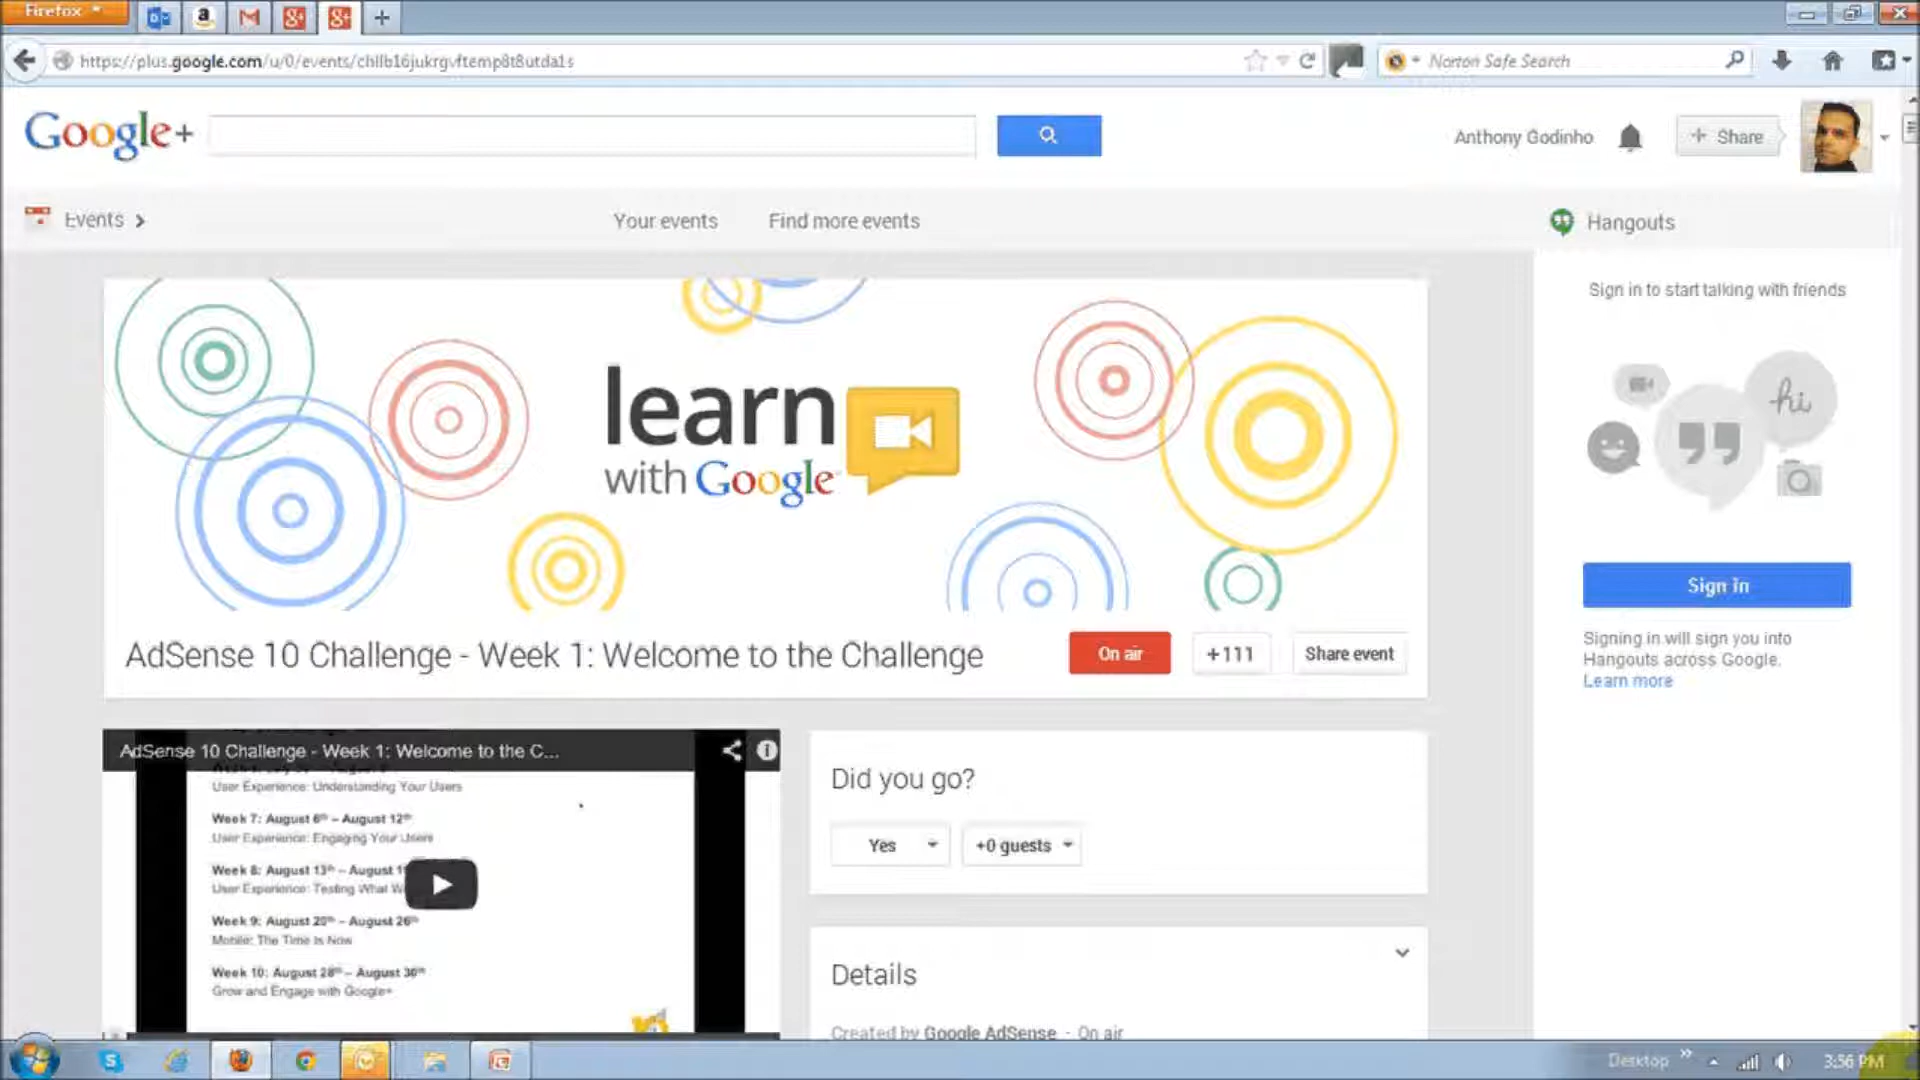 Firefox
https://plus.google.com/u/0/events/chllb16jukrgvftemp8t8utda1s
Norton Safe Search
Google+
Anthony Godinho
+ Share
Events
Your events
Find more events
Hangouts
Sign in to start talking with friends
hi
learn
with Google
Sign in
Signing in will sign you into
Hangouts across Google.
Learn more
AdSense 10 Challenge - Week 1: Welcome to the Challenge
On air
+111
Share event
AdSense 10 Challenge - Week 1: Welcome to the C...
User Experience: Understanding Your Users
Week 7: August 6th – August 12th
User Experience: Engaging Your Users
Week 8: August 13th – August 1
User Experience: Testing What W
Week 9: August 20th – August 26th
Mobile: The Time Is Now
Week 10: August 28th – August 30th
Grow and Engage with Google+
Did you go?
Yes
+0 guests
Details
Created by Google AdSense - On air
Desktop
3:56 PM